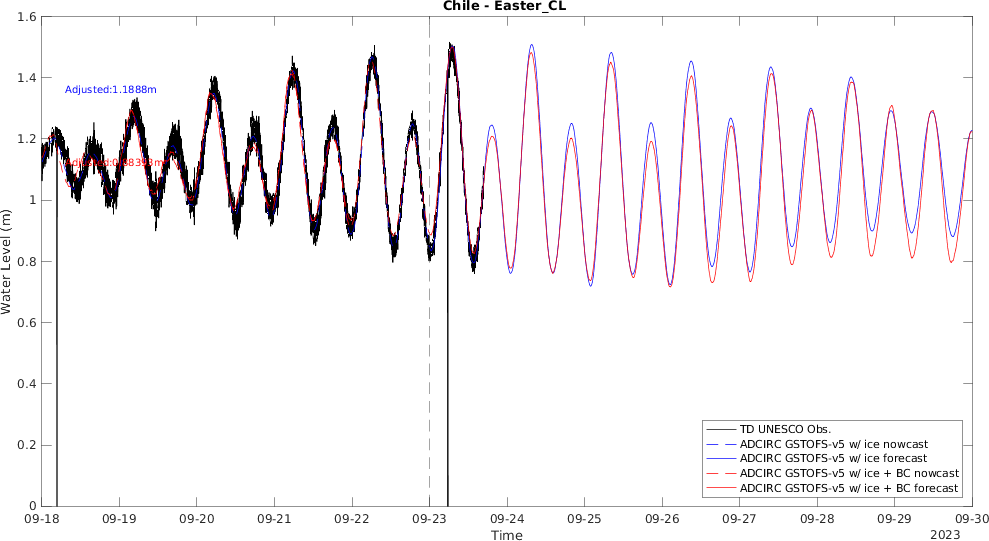 Chile - Easter_CL
1.6
1.4
1.2
1
0.8
0.6
0.4
0.2
0
Water Level (m)
Adjusted:1.1888m
09-18
09-19
09-20
09-21
09-22
09-23
09-24
09-25
09-26
09-27
09-28
09-29
09-30
Time
2023
TD UNESCO Obs.
ADCIRC GSTOFS-v5 w/ ice nowcast
ADCIRC GSTOFS-v5 w/ ice forecast
ADCIRC GSTOFS-v5 w/ ice + BC nowcast
ADCIRC GSTOFS-v5 w/ ice + BC forecast